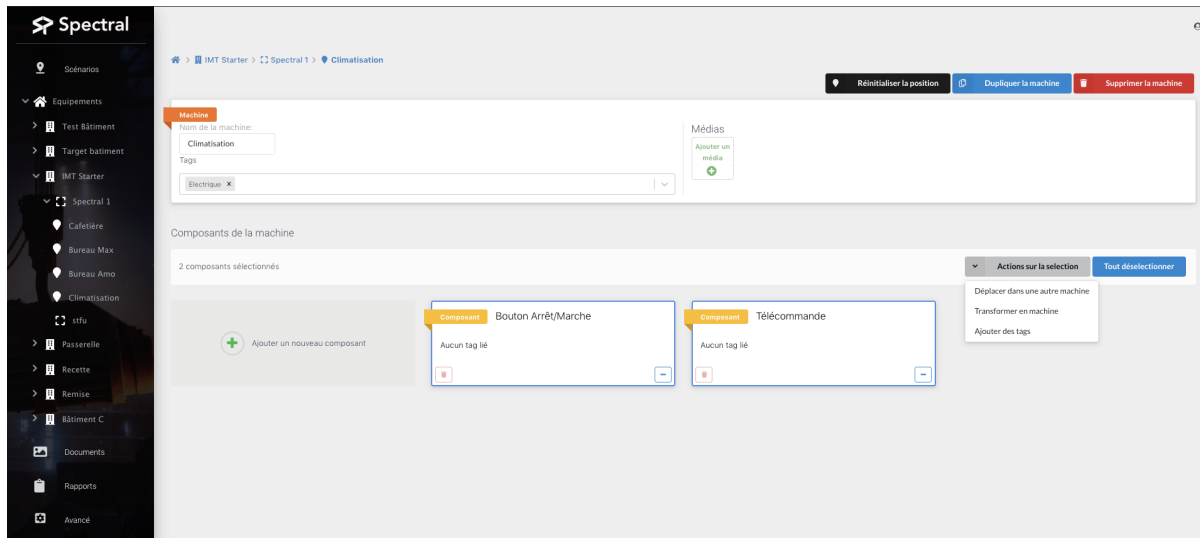 Spectral
Scénarios
Equipements
Test Bâtiment
Target batiment
IMT Starter
Spectral 1
Cafetière
Bureau Max
Bureau Amo
Climatisation
stfu
Passerelle
Recette
Remise
Bâtiment C
Documents
Rapports
Avancé
> IMT Starter > Spectral 1 > Climatisation
Réinitialiser la position
Dupliquer la machine
Supprimer la machine
Machine
Nom de la machine:
Climatisation
Tags
Electrique x
Médias
Ajouter un
média
Composants de la machine
2 composants sélectionnés
Actions sur la selection
Tout déselectionner
Déplacer dans une autre machine
Transformer en machine
Ajouter des tags
Ajouter un nouveau composant
Composant
Bouton Arrêt/Marche
Aucun tag lié
Composant
Télécommande
Aucun tag lié